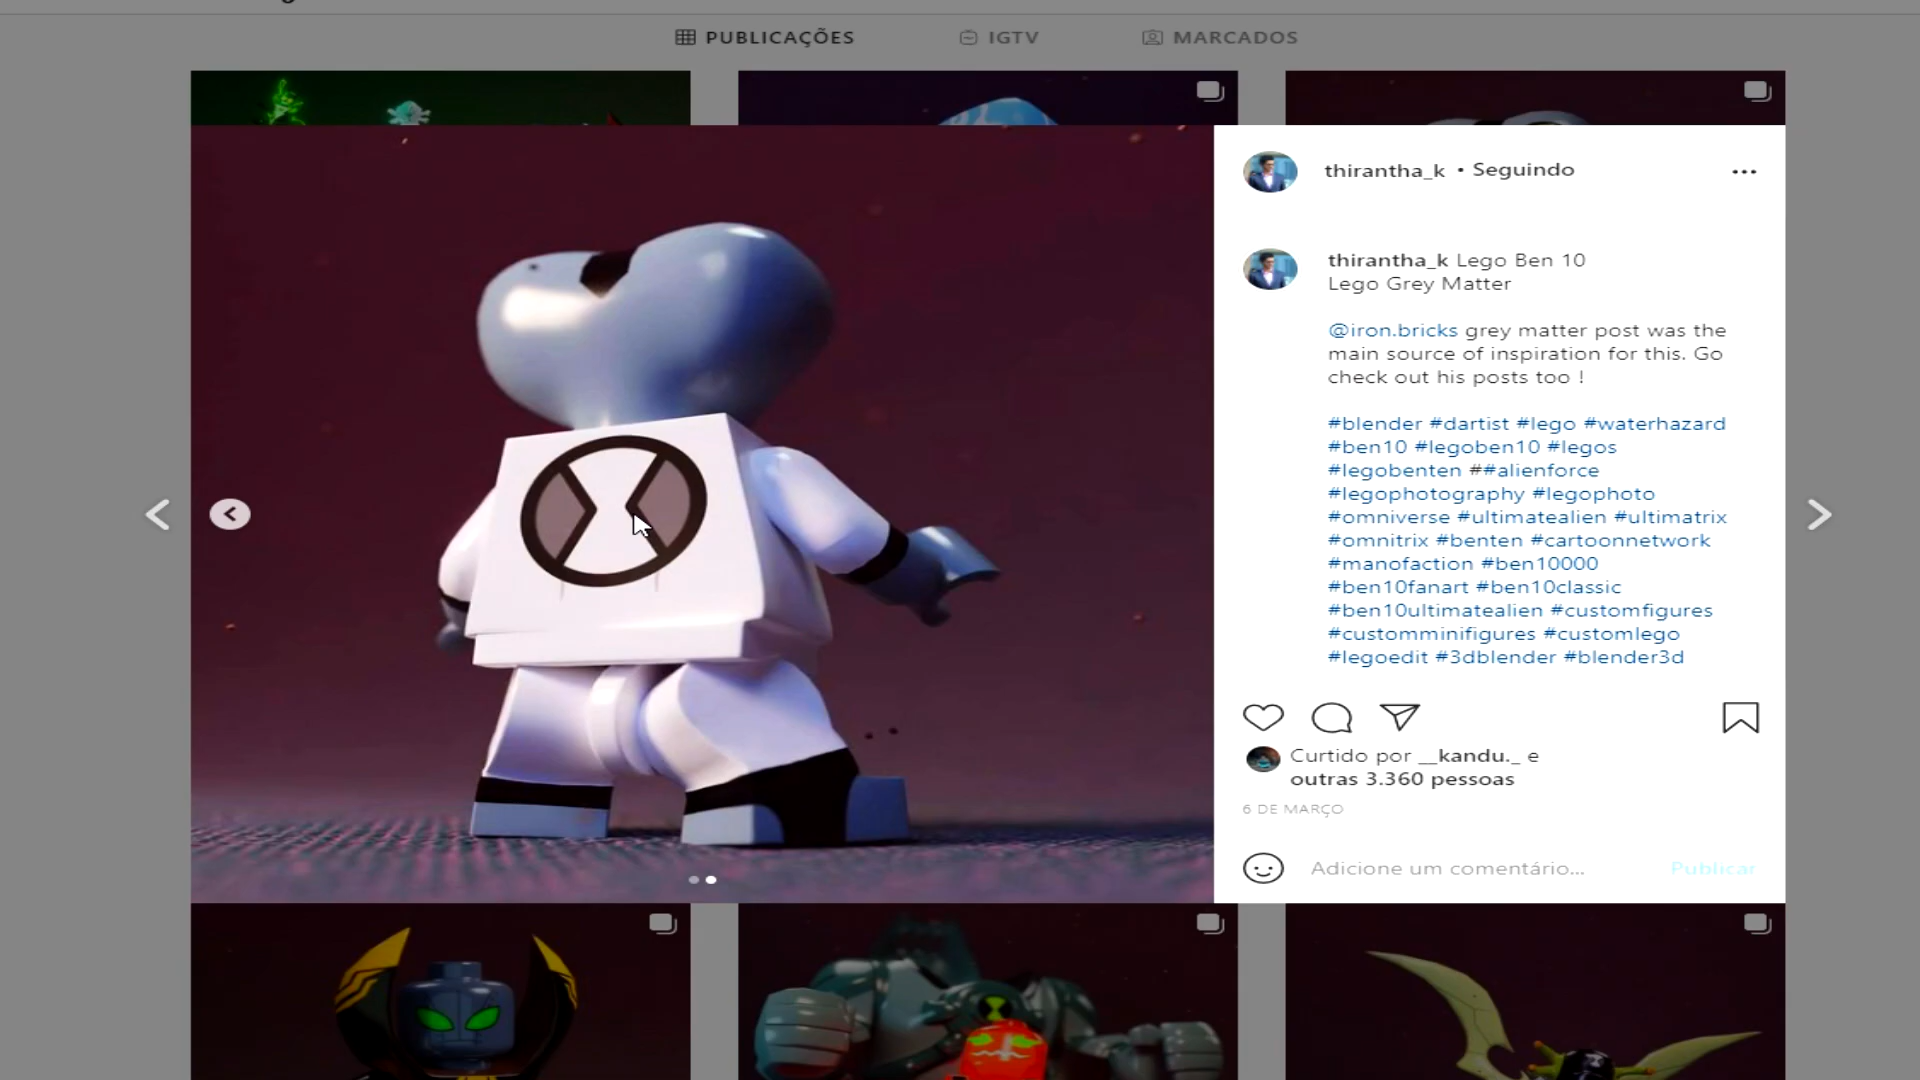 PUBLICAÇÕES IGTV MARCADOS
thirantha_k • Seguindo
thirantha_k Lego Ben 10
Lego Grey Matter
@iron.bricks grey matter post was the
main source of inspiration for this. Go
check out his posts too !
#blender #dartist #lego #waterhazard
#ben10 #legoben10 #legos
#legobenten ##alienforce
#legophotography #legophoto
#omniverse #ultimatealien #ultimatrix
#omnitrix #benten #cartoonnetwork
#manofaction #ben10000
#ben10fanart #ben10classic
#ben10ultimatealien #customfigures
#customminifigures #customlego
#legoedit #3dblender #blender3d
Curtido por __kandu._ e
outras 3.360 pessoas
6 DE MARÇO
Adicione um comentário... Publicar